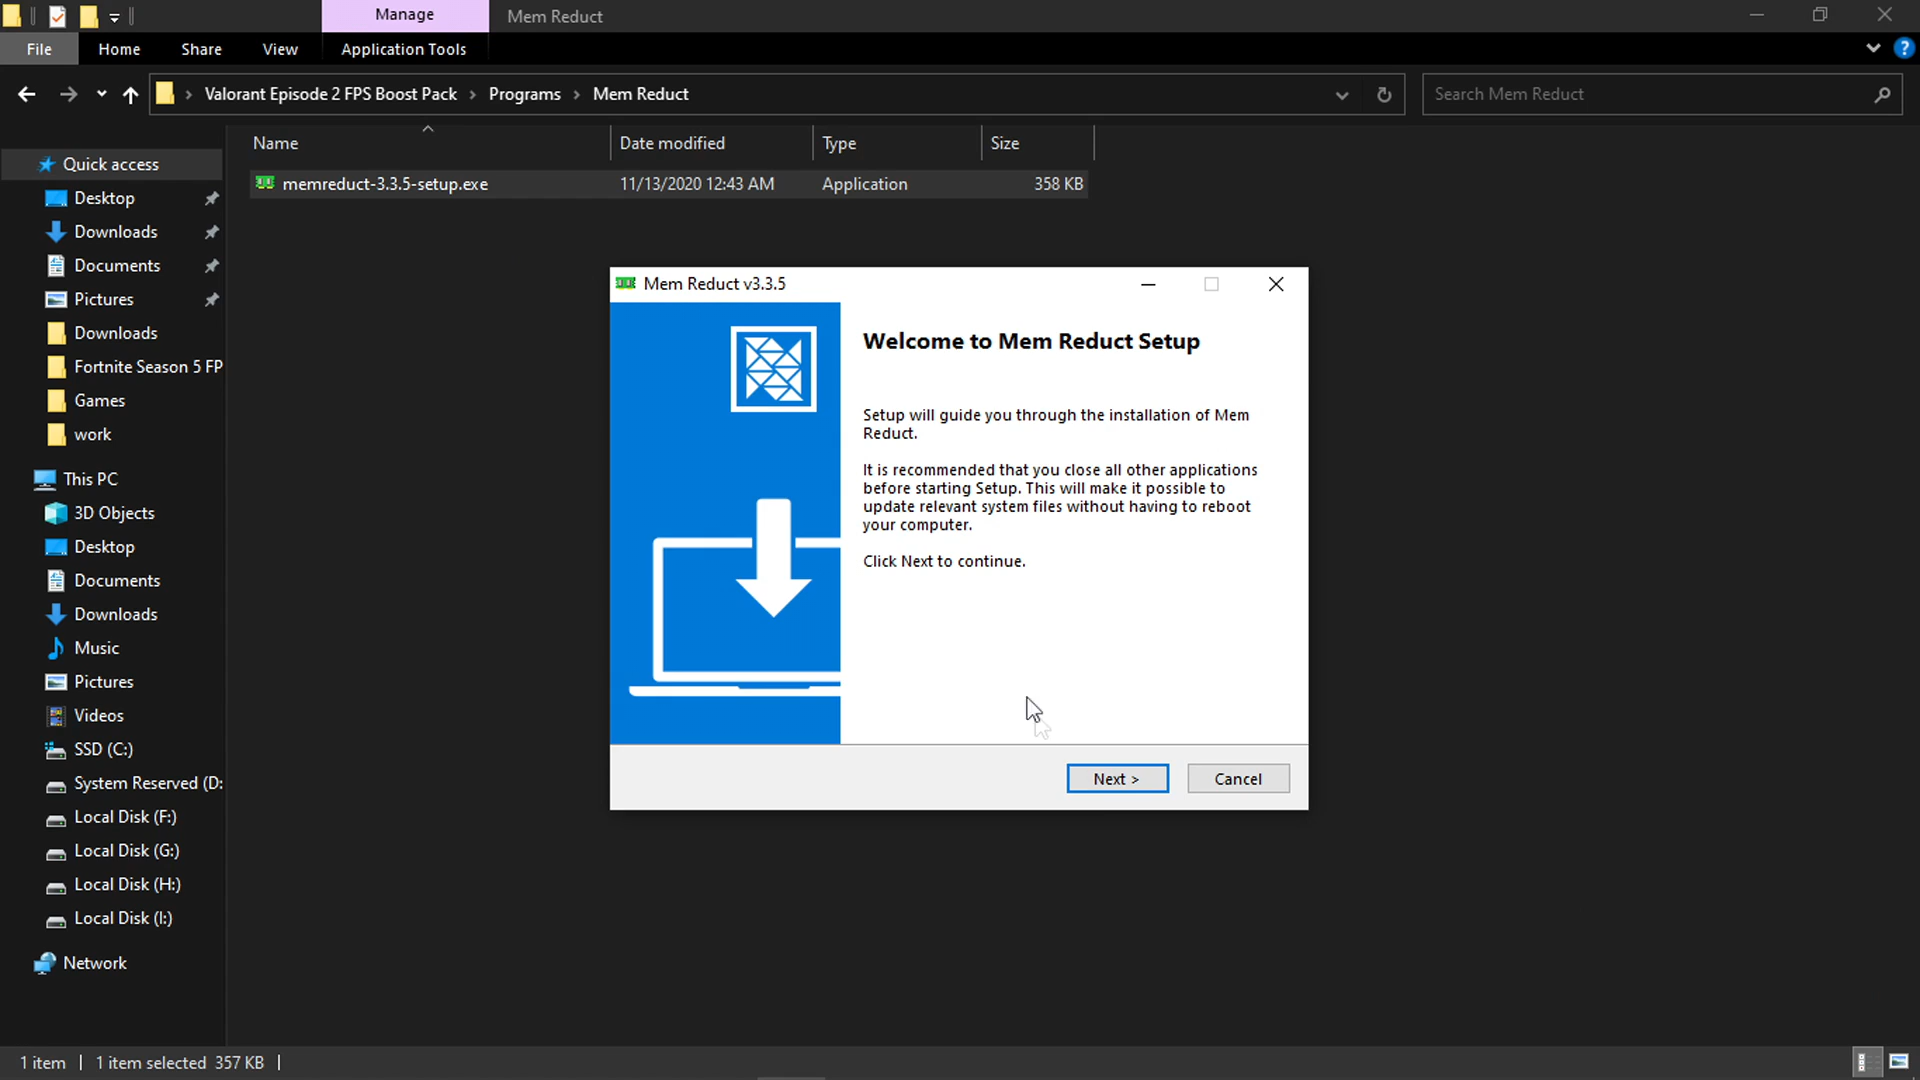 Manage
Mem Reduct
File
Home
Share
View
Application Tools
Valorant Episode 2 FPS Boost Pack
Programs
Mem Reduct
Search Mem Reduct
Name
Date modified
Type
Size
memreduct-3.3.5-setup.exe
11/13/2020 12:43 AM
Application
358 KB
Quick access
Desktop
Downloads
Documents
Pictures
Downloads
Fortnite Season 5 FP
Games
work
This PC
3D Objects
Desktop
Documents
Downloads
Music
Pictures
Videos
SSD (C:)
System Reserved (D:
Local Disk (F:)
Local Disk (G:)
Local Disk (H:)
Local Disk (I:)
Network
Mem Reduct v3.3.5
Welcome to Mem Reduct Setup
Setup will guide you through the installation of Mem
Reduct.
It is recommended that you close all other applications
before starting Setup. This will make it possible to
update relevant system files without having to reboot
your computer.
Click Next to continue.
Next >
Cancel
1 item
1 item selected 357 KB